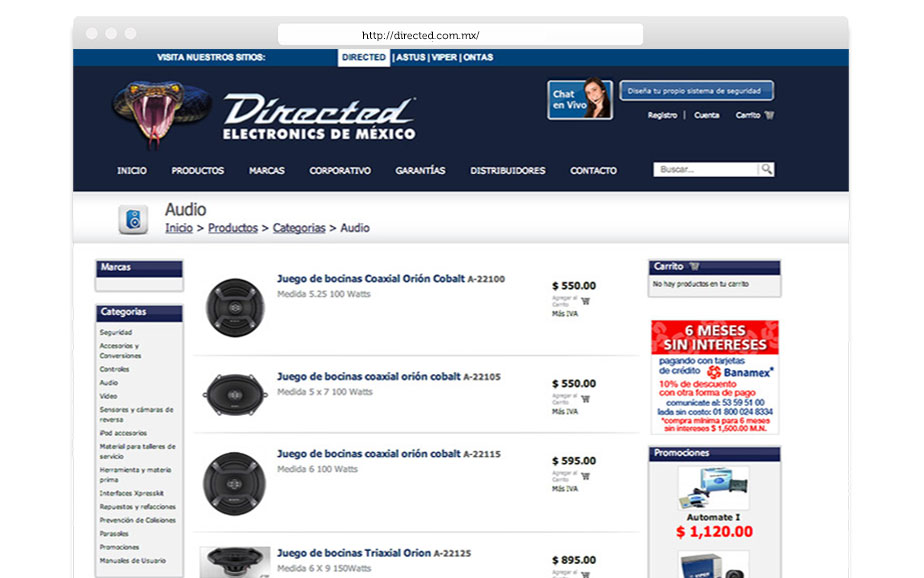 http://directed.com.mx/
VISITA NUESTROS SITIOS: DIRECTED | ASTUS | VIPER | ONTAS
Directed
ELECTRONICS DE MÉXICO
Chat
en Vivo
Diseña tu propio sistema de seguridad
Registro | Cuenta Carrito
INICIO PRODUCTOS MARCAS CORPORATIVO GARANTÍAS DISTRIBUIDORES CONTACTO
Buscar...
Audio
Inicio > Productos > Categorias > Audio
Marcas
Categorias
Seguridad
Accesorios y
Conversiones
Controles
Audio
Video
Sensores y cámaras de
reversa
iPod accesorios
Material para talleres de
servicio
Herramienta y materia
prima
Interfaces Xpresskit
Repuestos y refacciones
Prevención de Colisiones
Parasoles
Promociones
Manuales de Usuario
Juego de bocinas Coaxial Orión Cobalt A-22100
Medida 5.25 100 Watts
$ 550.00
Agregar al
Carrito
Más IVA
Juego de bocinas coaxial orión cobalt A-22105
Medida 5 x 7 100 Watts
$ 550.00
Agregar al
Carrito
Más IVA
Juego de bocinas coaxial orión cobalt A-22115
Medida 6 100 Watts
$ 595.00
Agregar al
Carrito
Más IVA
Juego de bocinas Triaxial Orion A-22125
Medida 6 X 9 150Watts
$ 895.00
Agregar al
Carrito
No hay productos en tu carrito
6 MESES
SIN INTERESES
pagando con tarjetas
de crédito Banamex*
10% de descuento
con otra forma de pago
comunícate al: 53 59 51 00
lada sin costo: 01 800 024 8334
*compra mínima para 6 meses
sin intereses $ 1,500.00 M.N.
Promociones
Automate I
$ 1,120.00